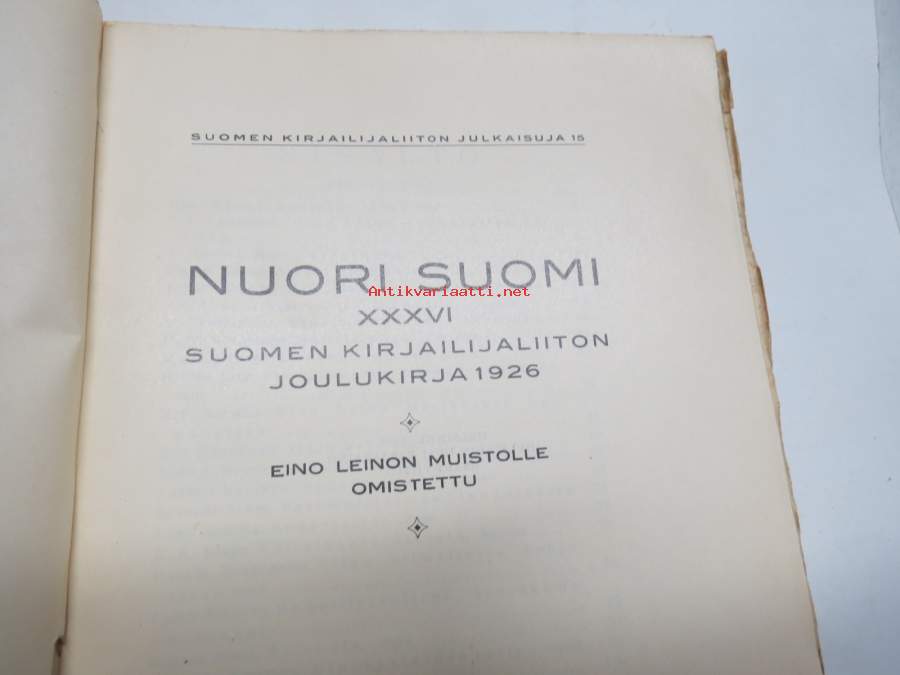 SUOMEN KIRJAILIJALIITON JULKAISUJA 15
NUORI SUOMI
Antikvariaatti.net
XXXVI
SUOMEN KIRJAILIJALIITON
JOULUKIRJA 1926
EINO LEINON MUISTOLLE
OMISTETTU